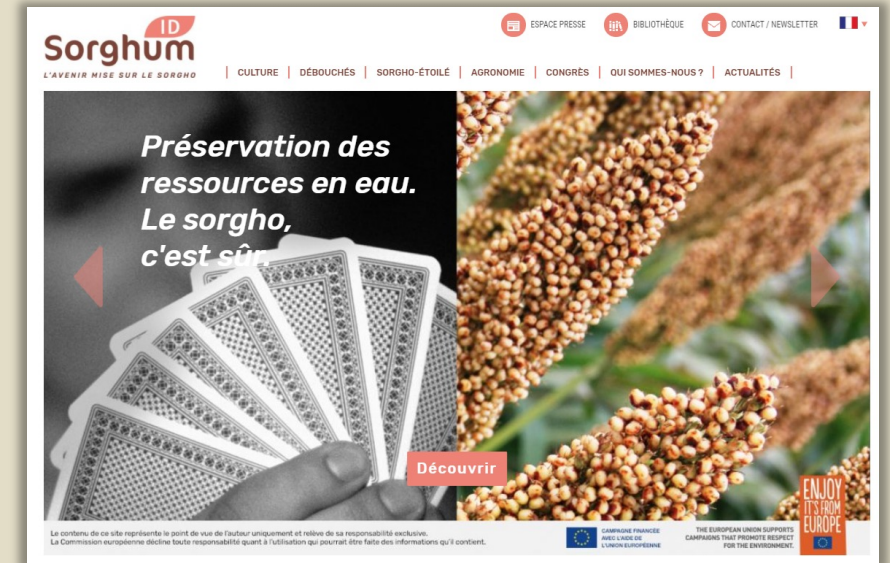 ID
Sorghum
L'AVENIR MISE SUR LE SORGHO
ESPACE PRESSE
BIBLIOTHÈQUE
CONTACT / NEWSLETTER
CULTURE
DÉBOUCHÉS
SORGHO-ÉTOILÉ
AGRONOMIE
CONGRÈS
QUI SOMMES-NOUS ?
ACTUALITÉS
Préservation des
ressources en eau.
Le sorgho,
c'est sûr.
Découvrir
ENJOY
IT'S FROM
EUROPE
Le contenu de ce site représente le point de vue de l'auteur uniquement et relève de sa responsabilité exclusive.
La Commission européenne décline toute responsabilité quant à l'utilisation qui pourrait être faite des informations qu'il contient.
CAMPAGNE FINANCÉE
AVEC L'AIDE DE
L'UNION EUROPÉENNE
THE EUROPEAN UNION SUPPORTS
CAMPAIGNS THAT PROMOTE RESPECT
FOR THE ENVIRONMENT.